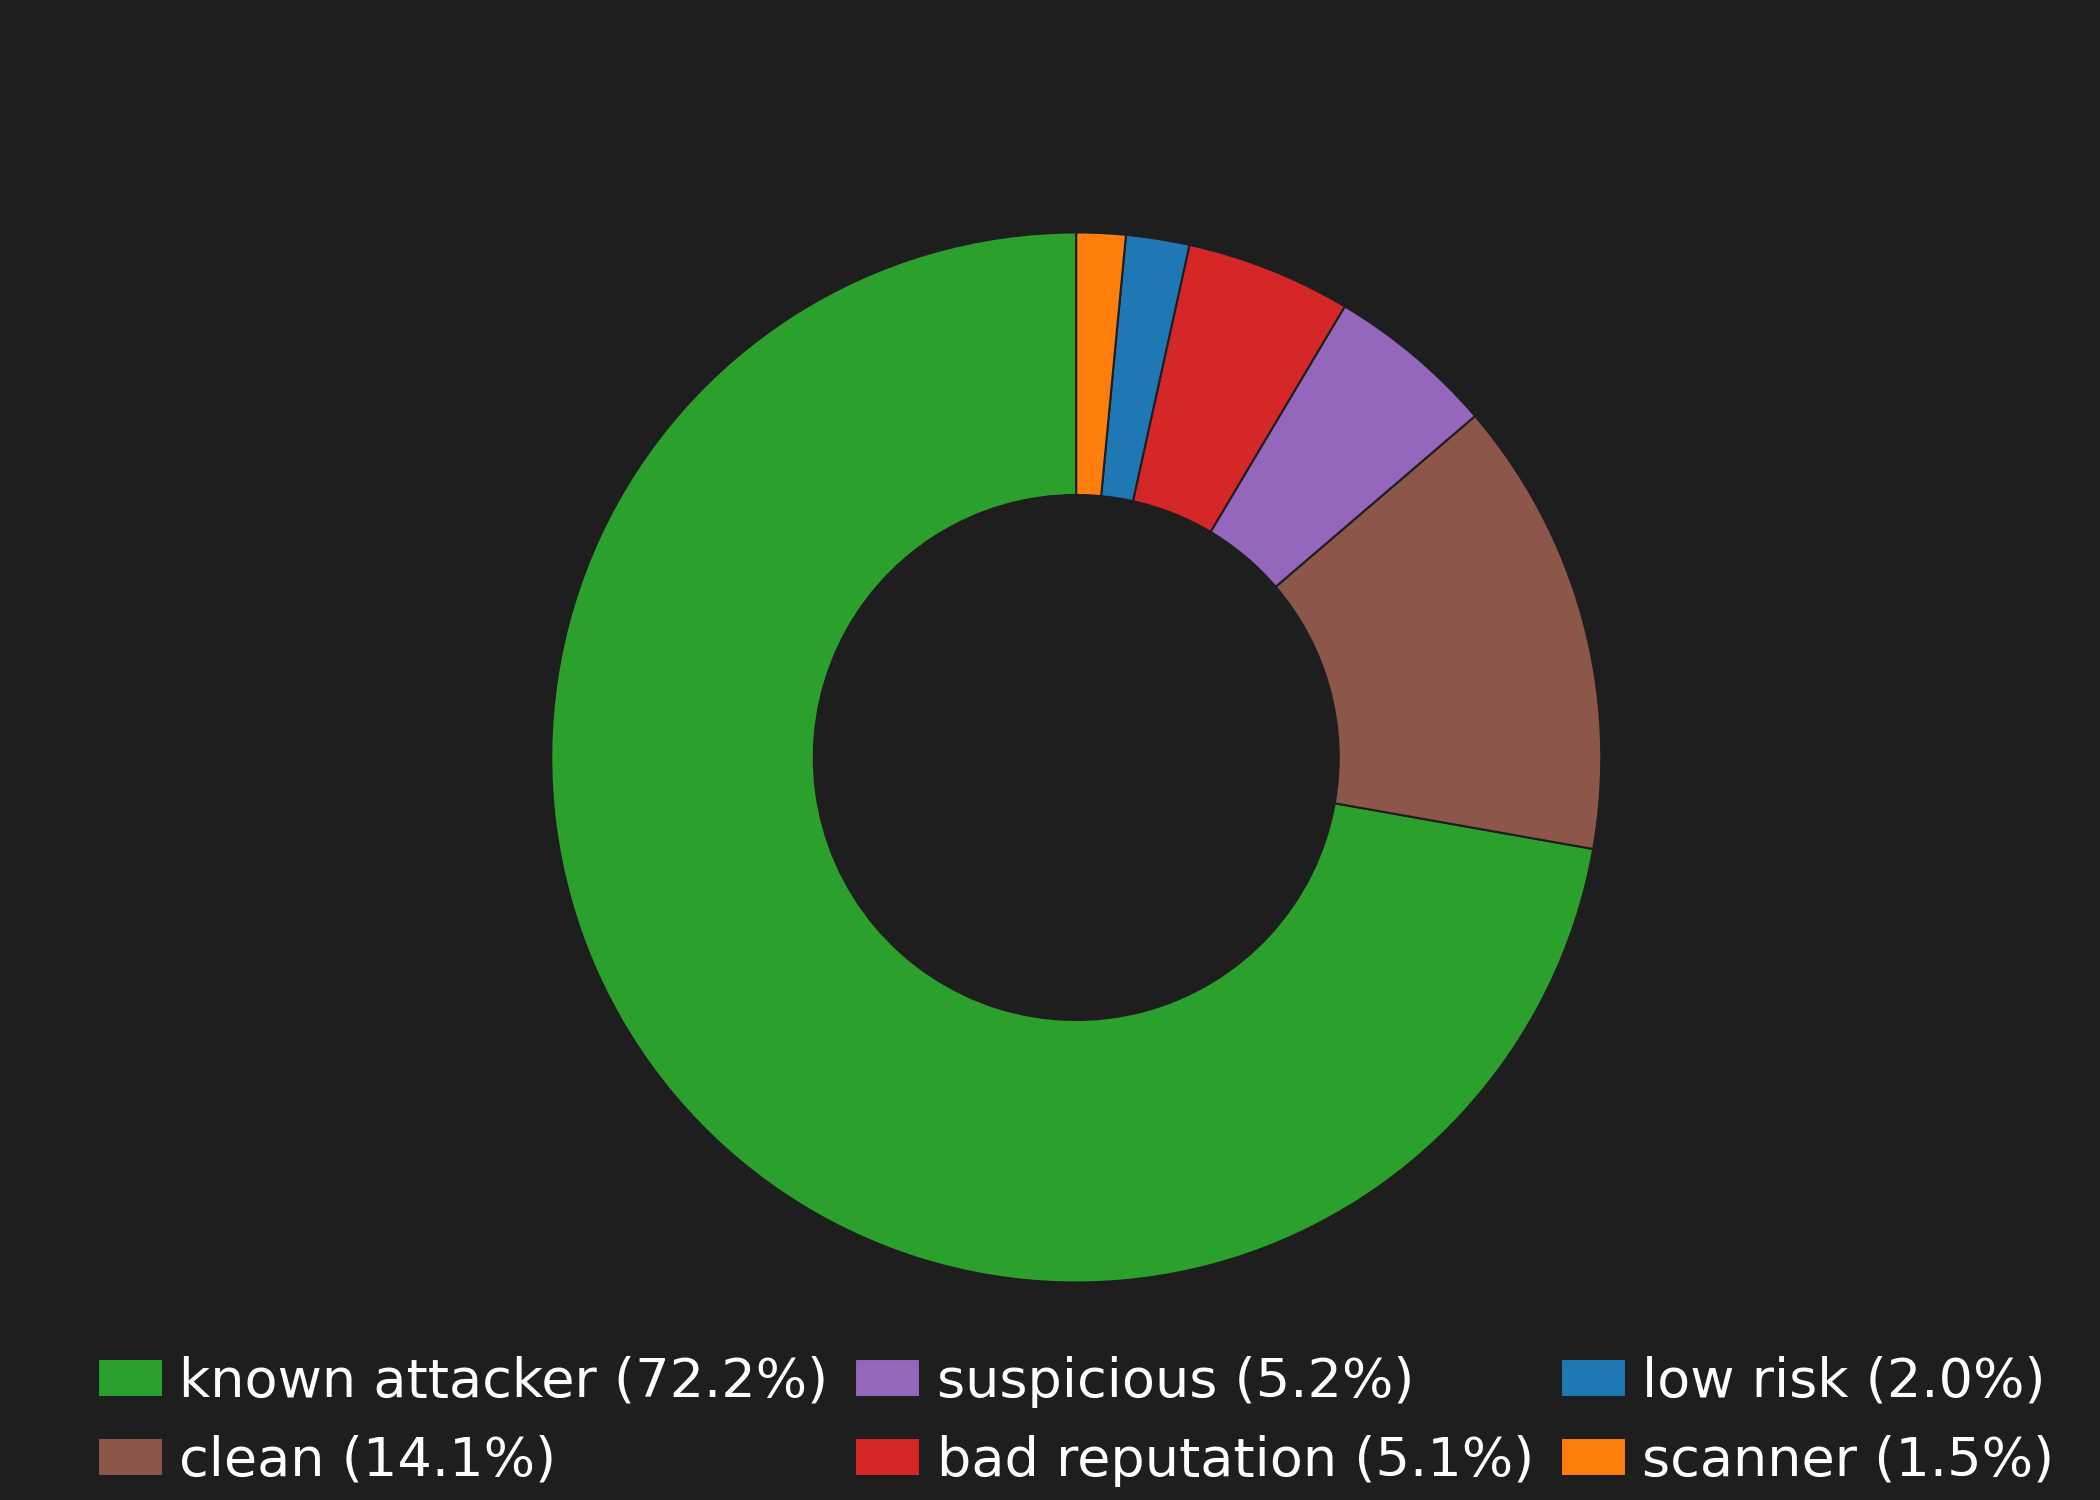 known attacker (72.2%) suspicious (5.2%) low risk (2.0%)
clean (14.1%) bad reputation (5.1%) scanner (1.5%)